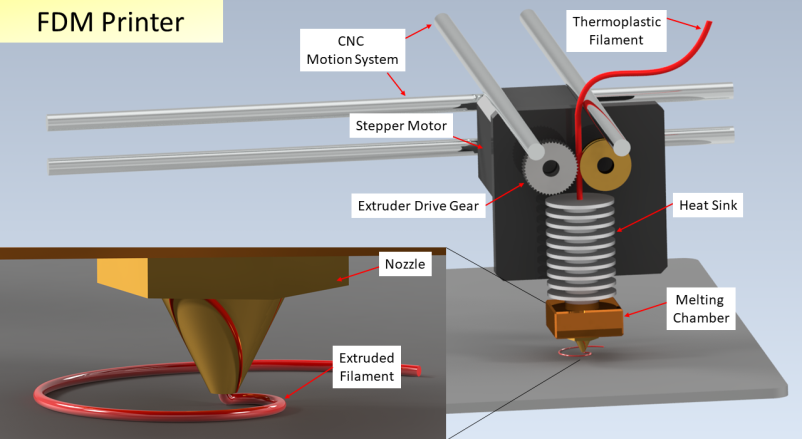 FDM Printer
Thermoplastic
Filament
CNC
Motion System
Stepper Motor
Extruder Drive Gear
Heat Sink
Nozzle
Melting
Chamber
Extruded
Filament